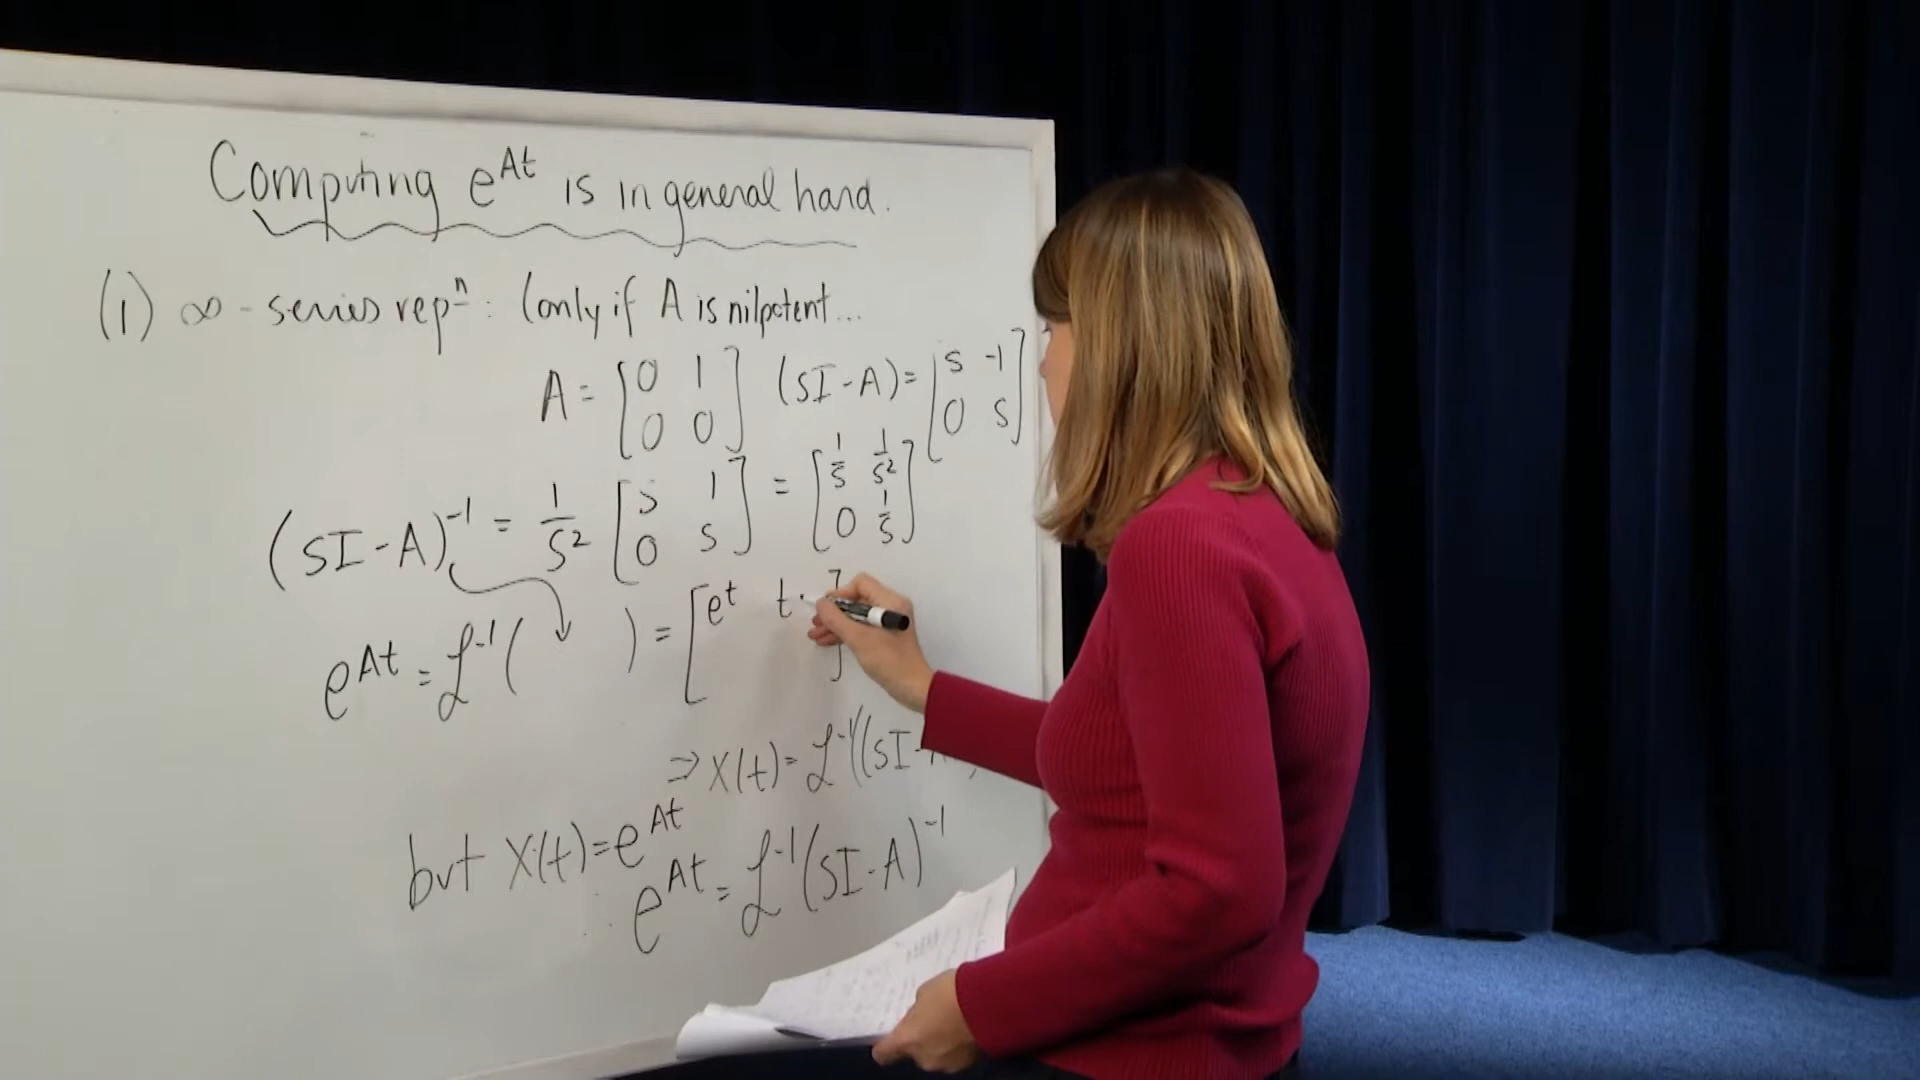 Computing e^At is in general hard.
(1) ∞-series repⁿ: (only if A is nilpotent...
A = [0 1; 0 0] (sI-A) = [s -1; 0 s]
(sI-A)^-1 = 1/s² [s 1; 0 s] = [1/s 1/s²; 0 1/s]
e^At = ℒ^-1( ) = [e^t t· ]
⇒ X(t) = ℒ^-1((sI-
but X(t) = e^At
∴ e^At = ℒ^-1(sI-A)^-1